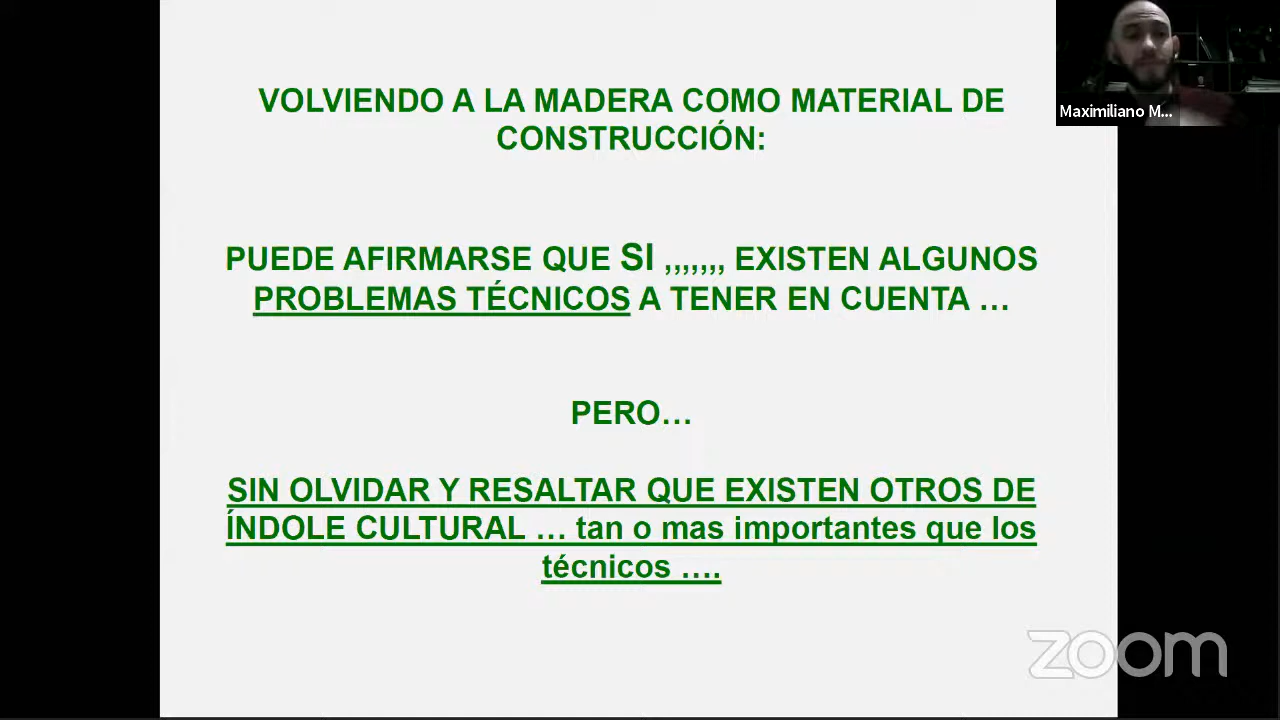 VOLVIENDO A LA MADERA COMO MATERIAL DE
CONSTRUCCIÓN:
Maximiliano M...
PUEDE AFIRMARSE QUE SI ,,,,,,, EXISTEN ALGUNOS
PROBLEMAS TÉCNICOS A TENER EN CUENTA …
PERO…
SIN OLVIDAR Y RESALTAR QUE EXISTEN OTROS DE
ÍNDOLE CULTURAL … tan o mas importantes que los
técnicos ….
zoom